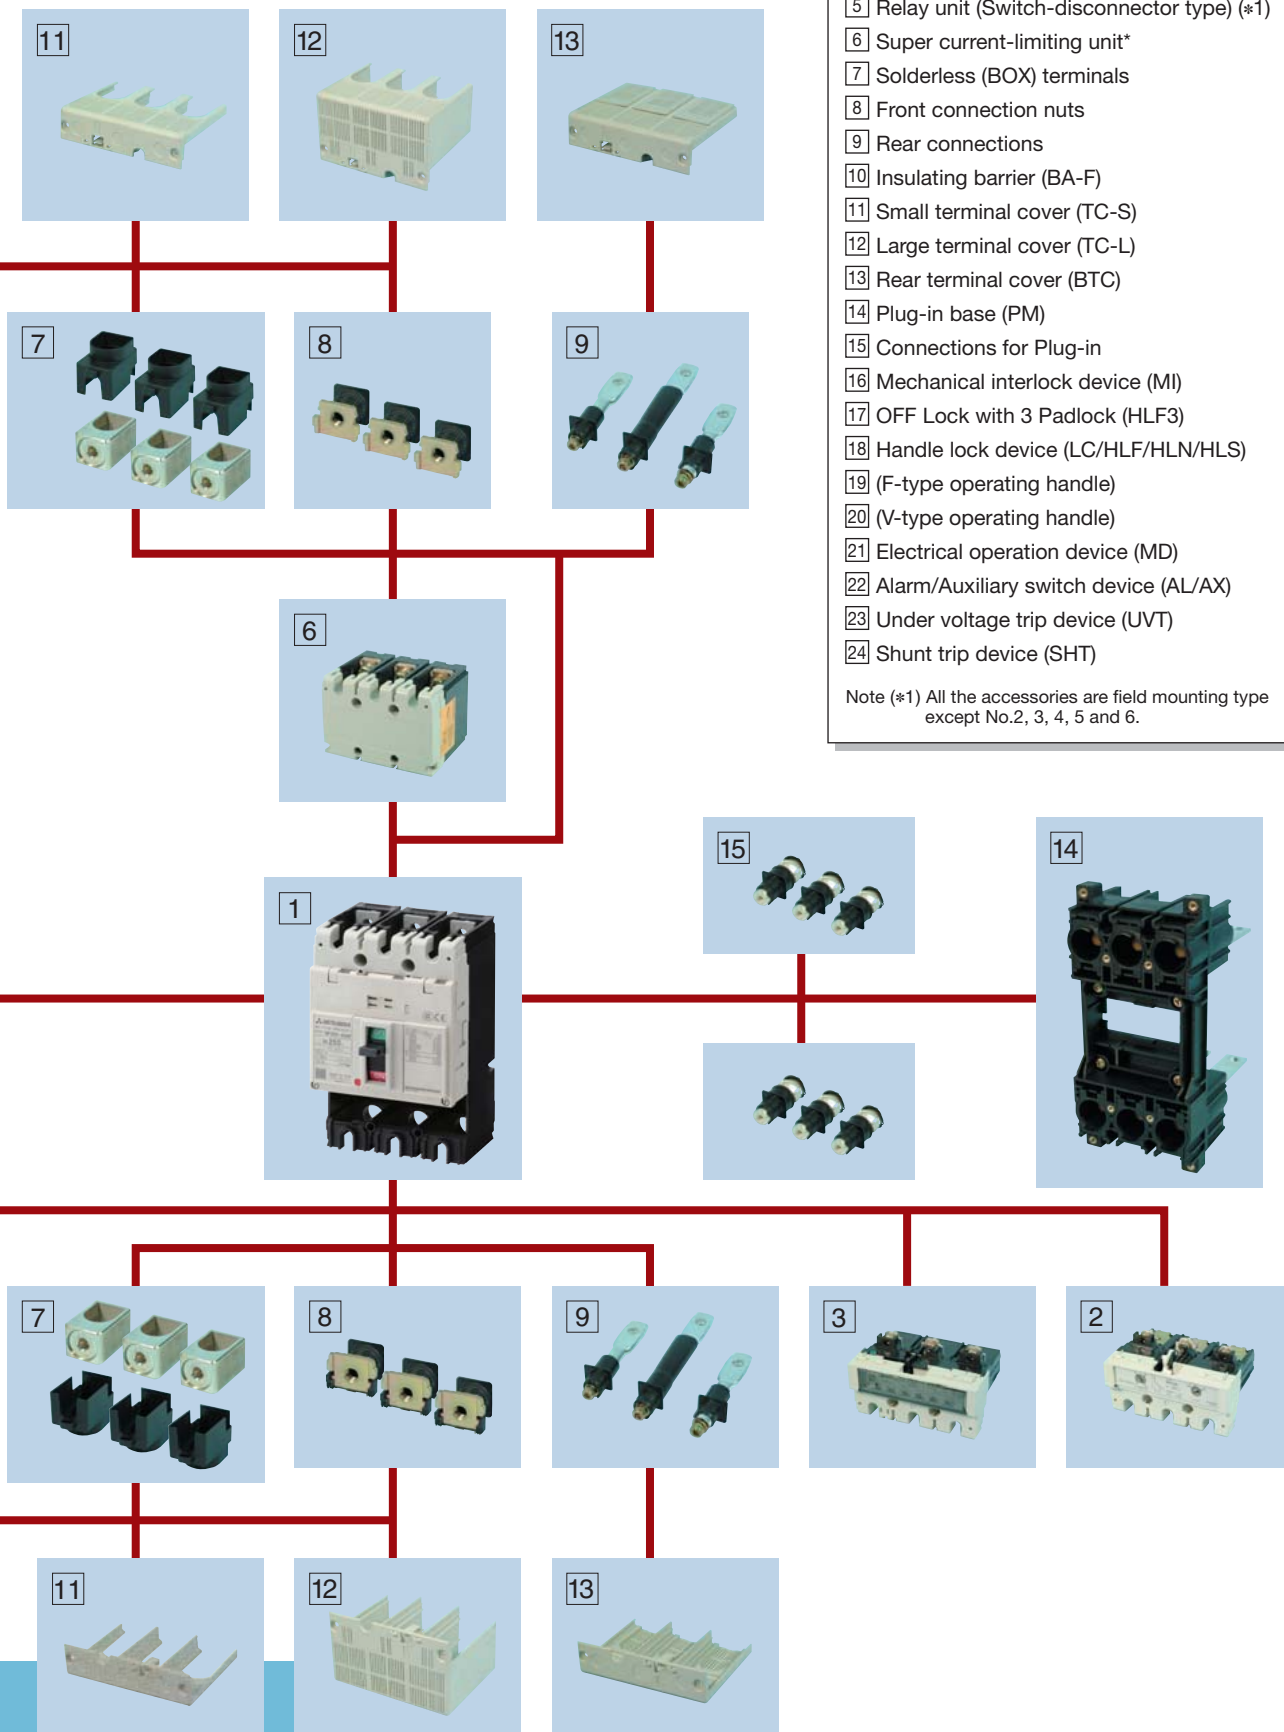 11
12
13
5 Relay unit (Switch-disconnector type) (*1)
6 Super current-limiting unit*
7 Solderless (BOX) terminals
8 Front connection nuts
9 Rear connections
10 Insulating barrier (BA-F)
11 Small terminal cover (TC-S)
12 Large terminal cover (TC-L)
13 Rear terminal cover (BTC)
14 Plug-in base (PM)
15 Connections for Plug-in
16 Mechanical interlock device (MI)
17 OFF Lock with 3 Padlock (HLF3)
18 Handle lock device (LC/HLF/HLN/HLS)
19 (F-type operating handle)
20 (V-type operating handle)
21 Electrical operation device (MD)
22 Alarm/Auxiliary switch device (AL/AX)
23 Under voltage trip device (UVT)
24 Shunt trip device (SHT)
Note (*1) All the accessories are field mounting type
except No.2, 3, 4, 5 and 6.
7
8
9
6
15
14
1
MITSUBISHI
7
8
9
3
2
11
12
13